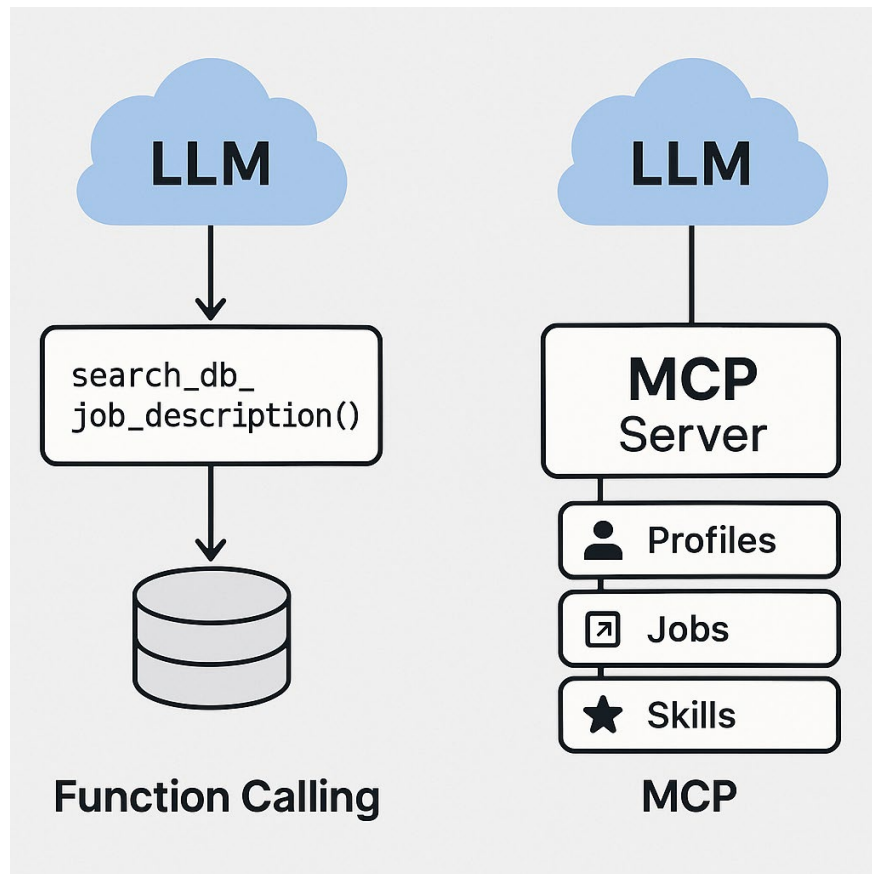 LLM
search_db_
job_description()
Function Calling
LLM
MCP
Server
Profiles
Jobs
Skills
MCP